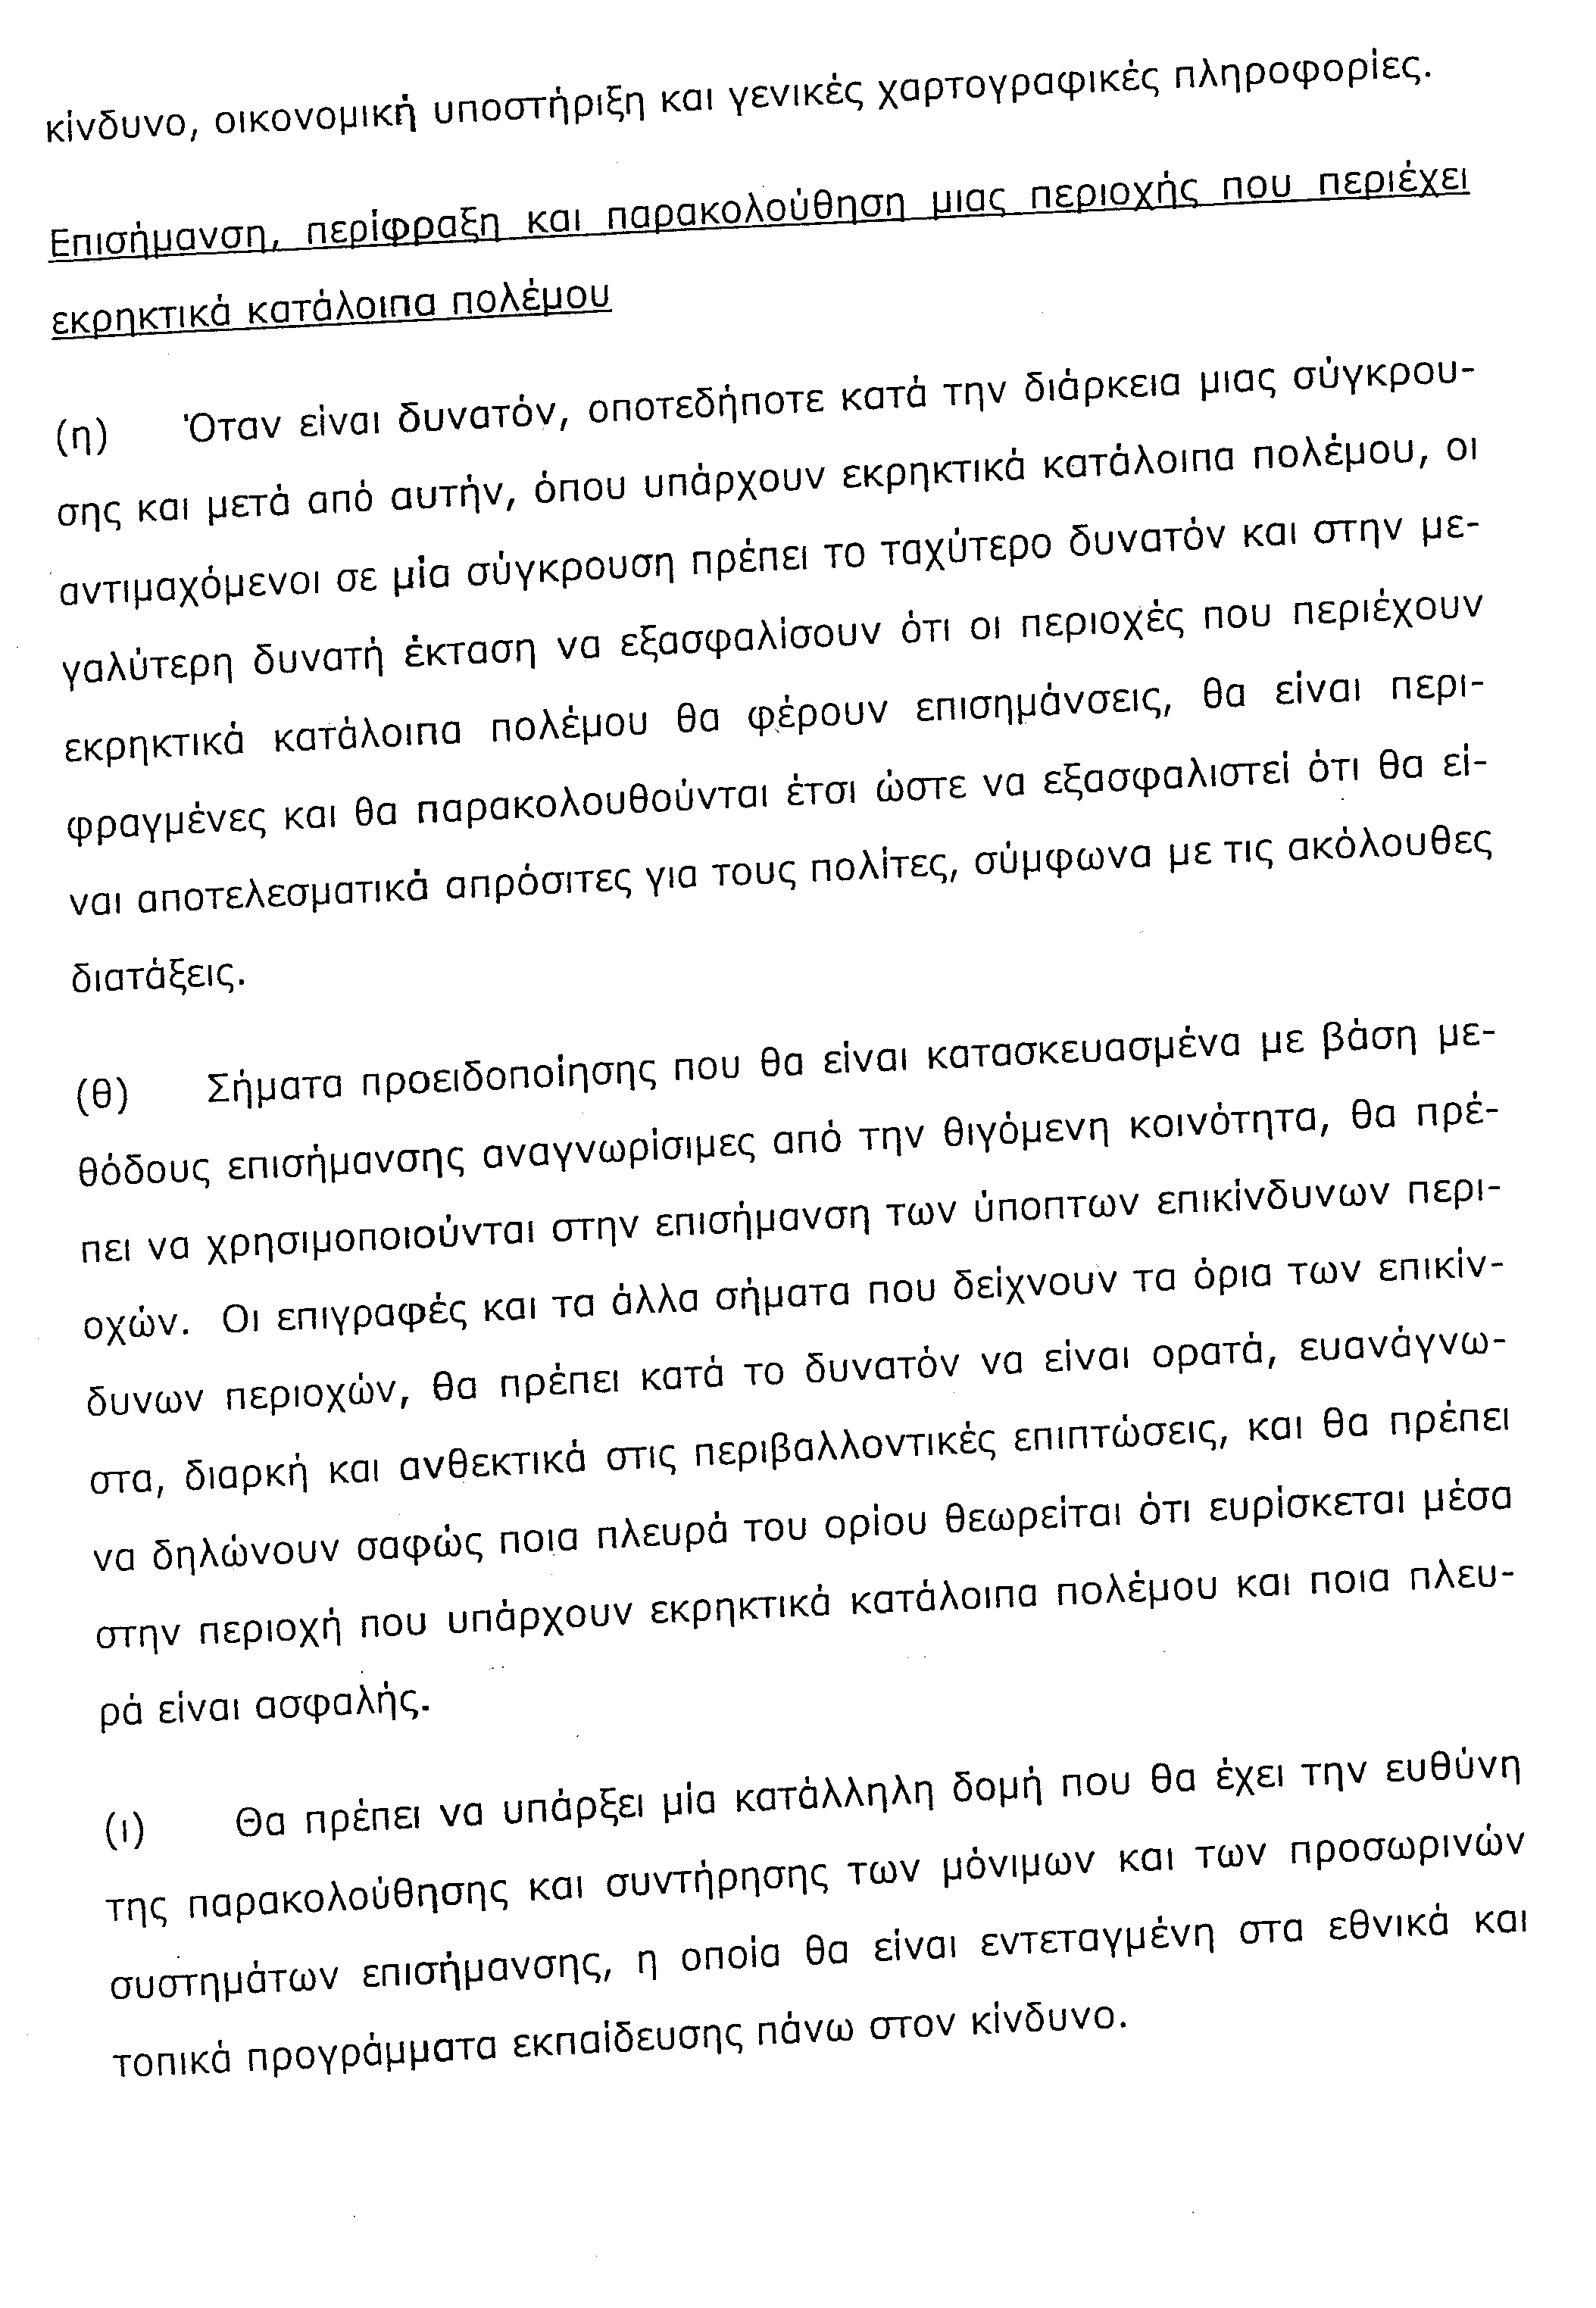 κίνδυνο, οικονομική υποστήριξη και γενικές χαρτογραφικές πληροφορίες.
Επισήμανση, περίφραξη και παρακολούθηση μιας περιοχής που περιέχει
εκρηκτικά κατάλοιπα πολέμου
(η) Όταν είναι δυνατόν, οποτεδήποτε κατά την διάρκεια μιας σύγκρου-
σης και μετά από αυτήν, όπου υπάρχουν εκρηκτικά κατάλοιπα πολέμου, οι
αντιμαχόμενοι σε μία σύγκρουση πρέπει το ταχύτερο δυνατόν και στην με-
γαλύτερη δυνατή έκταση να εξασφαλίσουν ότι οι περιοχές που περιέχουν
εκρηκτικά κατάλοιπα πολέμου θα φέρουν επισημάνσεις, θα είναι περι-
φραγμένες και θα παρακολουθούνται έτσι ώστε να εξασφαλιστεί ότι θα εί-
ναι αποτελεσματικά απρόσιτες για τους πολίτες, σύμφωνα με τις ακόλουθες
διατάξεις.
(θ) Σήματα προειδοποίησης που θα είναι κατασκευασμένα με βάση με-
θόδους επισήμανσης αναγνωρίσιμες από την θιγόμενη κοινότητα, θα πρέ-
πει να χρησιμοποιούνται στην επισήμανση των ύποπτων επικίνδυνων περι-
οχών. Οι επιγραφές και τα άλλα σήματα που δείχνουν τα όρια των επικίν-
δυνων περιοχών, θα πρέπει κατά το δυνατόν να είναι ορατά, ευανάγνω-
στα, διαρκή και ανθεκτικά στις περιβαλλοντικές επιπτώσεις, και θα πρέπει
να δηλώνουν σαφώς ποια πλευρά του ορίου θεωρείται ότι ευρίσκεται μέσα
στην περιοχή που υπάρχουν εκρηκτικά κατάλοιπα πολέμου και ποια πλευ-
ρά είναι ασφαλής.
(ι) Θα πρέπει να υπάρξει μία κατάλληλη δομή που θα έχει την ευθύνη
της παρακολούθησης και συντήρησης των μόνιμων και των προσωρινών
συστημάτων επισήμανσης, η οποία θα είναι εντεταγμένη στα εθνικά και
τοπικά προγράμματα εκπαίδευσης πάνω στον κίνδυνο.